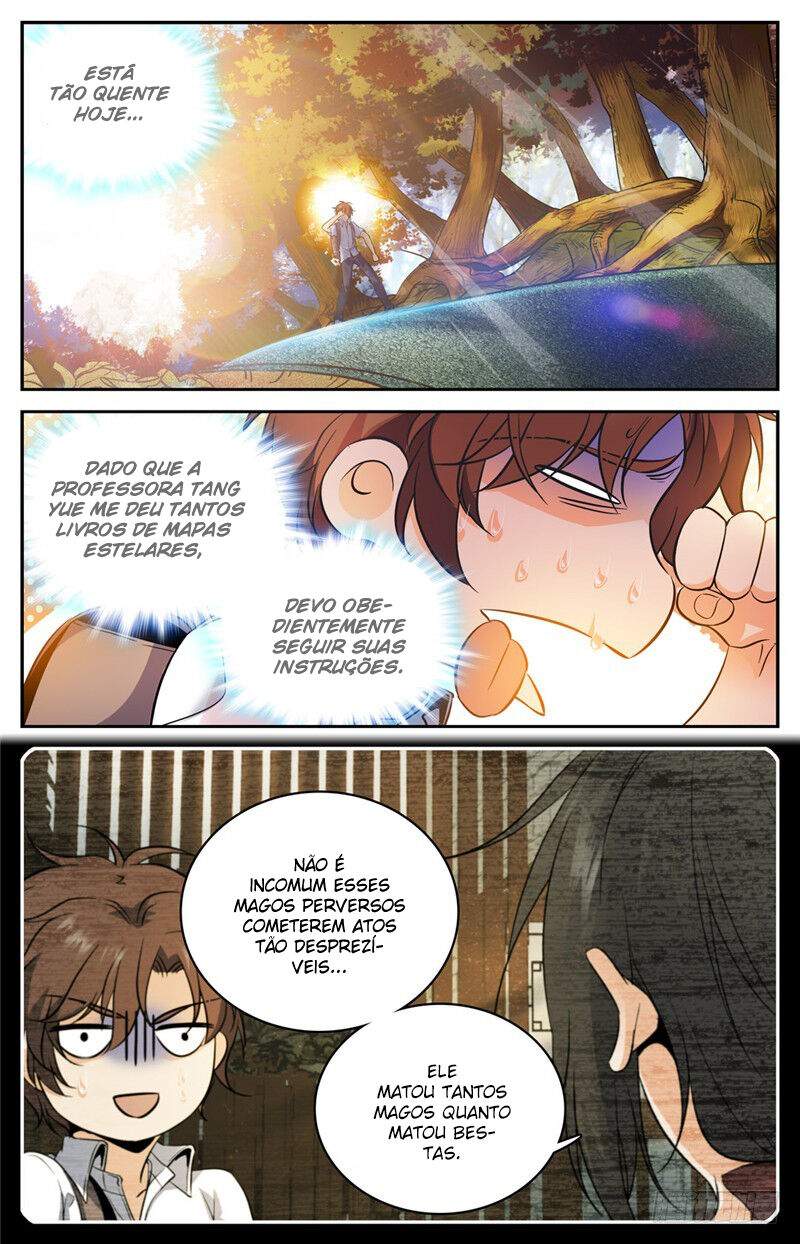 ESTÁ
TÃO QUENTE
HOJE...
DADO QUE A
PROFESSORA TANG
YUE ME DEU TANTOS
LIVROS DE MAPAS
ESTELARES,
DEVO OBE-
DIENTEMENTE
SEGUIR SUAS
INSTRUÇÕES.
NÃO É
INCOMUM ESSES
MAGOS PERVERSOS
COMETEREM ATOS
TÃO DESPREZÍ-
VEIS...
ELE
MATOU TANTOS
MAGOS QUANTO
MATOU BES-
TAS.